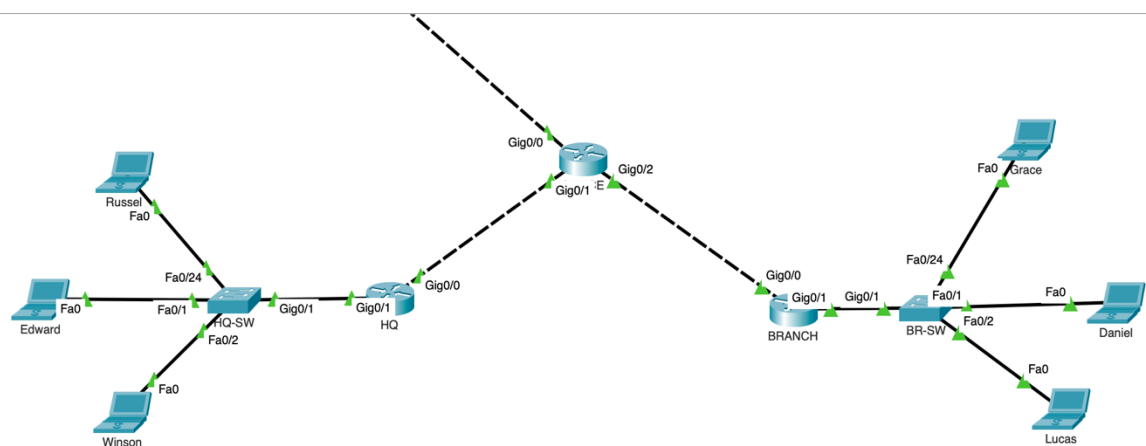 Gig0/0
Gig0/2
Gig0/1
Fa0
Grace
Russel
Fa0
Fa0/24
Gig0/0
HQ
Gig0/1
Gig0/1
HQ-SW
Fa0/1
Fa0
Edward
Fa0/2
Fa0
Winson
Gig0/0
Gig0/1
BRANCH
Gig0/1
Fa0/24
Fa0/1
BR-SW
Fa0/2
Fa0
Daniel
Fa0
Lucas